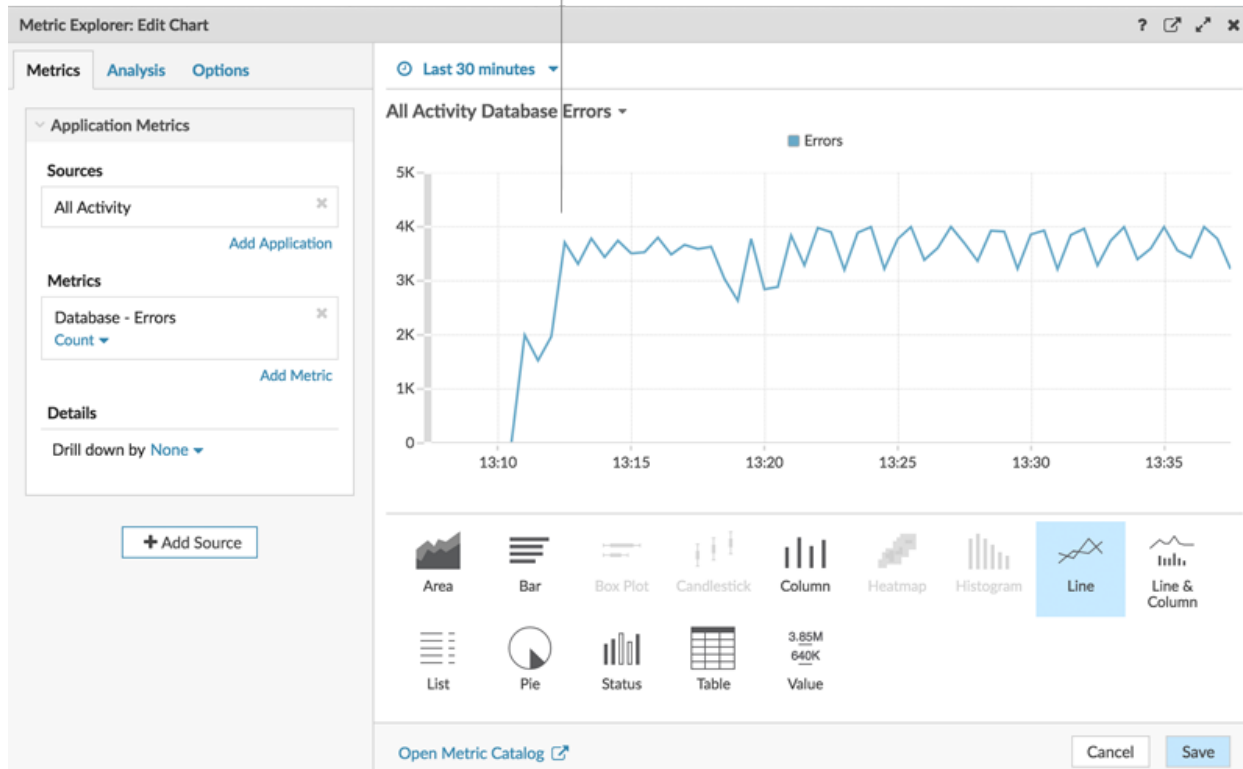 Metric Explorer: Edit Chart
?
Metrics
Analysis
Options
Application Metrics
Sources
All Activity
Add Application
Metrics
Database - Errors
Count
Add Metric
Details
Drill down by None
+ Add Source
Last 30 minutes
All Activity Database Errors
Errors
5K
4K
3K
2K
1K
0
13:10
13:15
13:20
13:25
13:30
13:35
Area
Bar
Box Plot
Candlestick
Column
Heatmap
Histogram
Line
Line &
Column
3.85M
640K
List
Pie
Status
Table
Value
Open Metric Catalog
Cancel
Save